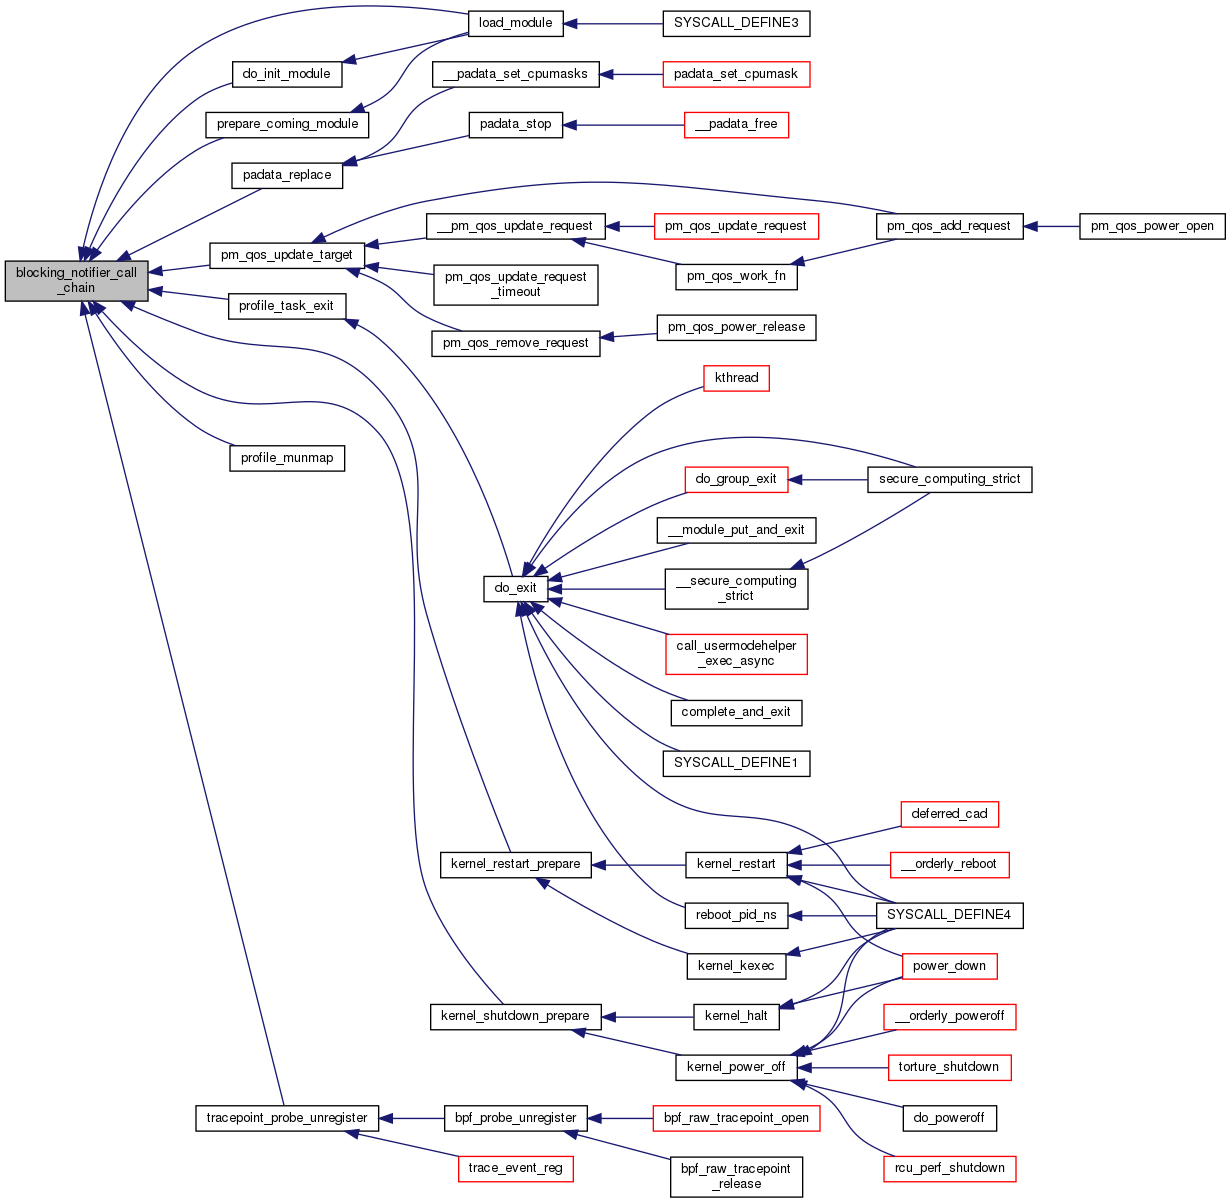 load_module
SYSCALL_DEFINE3
do_init_module
__padata_set_cpumasks
padata_set_cpumask
prepare_coming_module
padata_stop
__padata_free
padata_replace
__pm_qos_update_request
pm_qos_update_request
pm_qos_add_request
pm_qos_power_open
pm_qos_update_target
blocking_notifier_call
_chain
pm_qos_update_request
_timeout
pm_qos_work_fn
profile_task_exit
pm_qos_remove_request
pm_qos_power_release
kthread
profile_munmap
do_group_exit
secure_computing_strict
__module_put_and_exit
do_exit
__secure_computing
_strict
call_usermodehelper
_exec_async
complete_and_exit
SYSCALL_DEFINE1
deferred_cad
kernel_restart_prepare
kernel_restart
__orderly_reboot
reboot_pid_ns
SYSCALL_DEFINE4
kernel_kexec
power_down
kernel_shutdown_prepare
kernel_halt
__orderly_poweroff
kernel_power_off
torture_shutdown
tracepoint_probe_unregister
bpf_probe_unregister
bpf_raw_tracepoint_open
do_poweroff
trace_event_reg
bpf_raw_tracepoint
_release
rcu_perf_shutdown